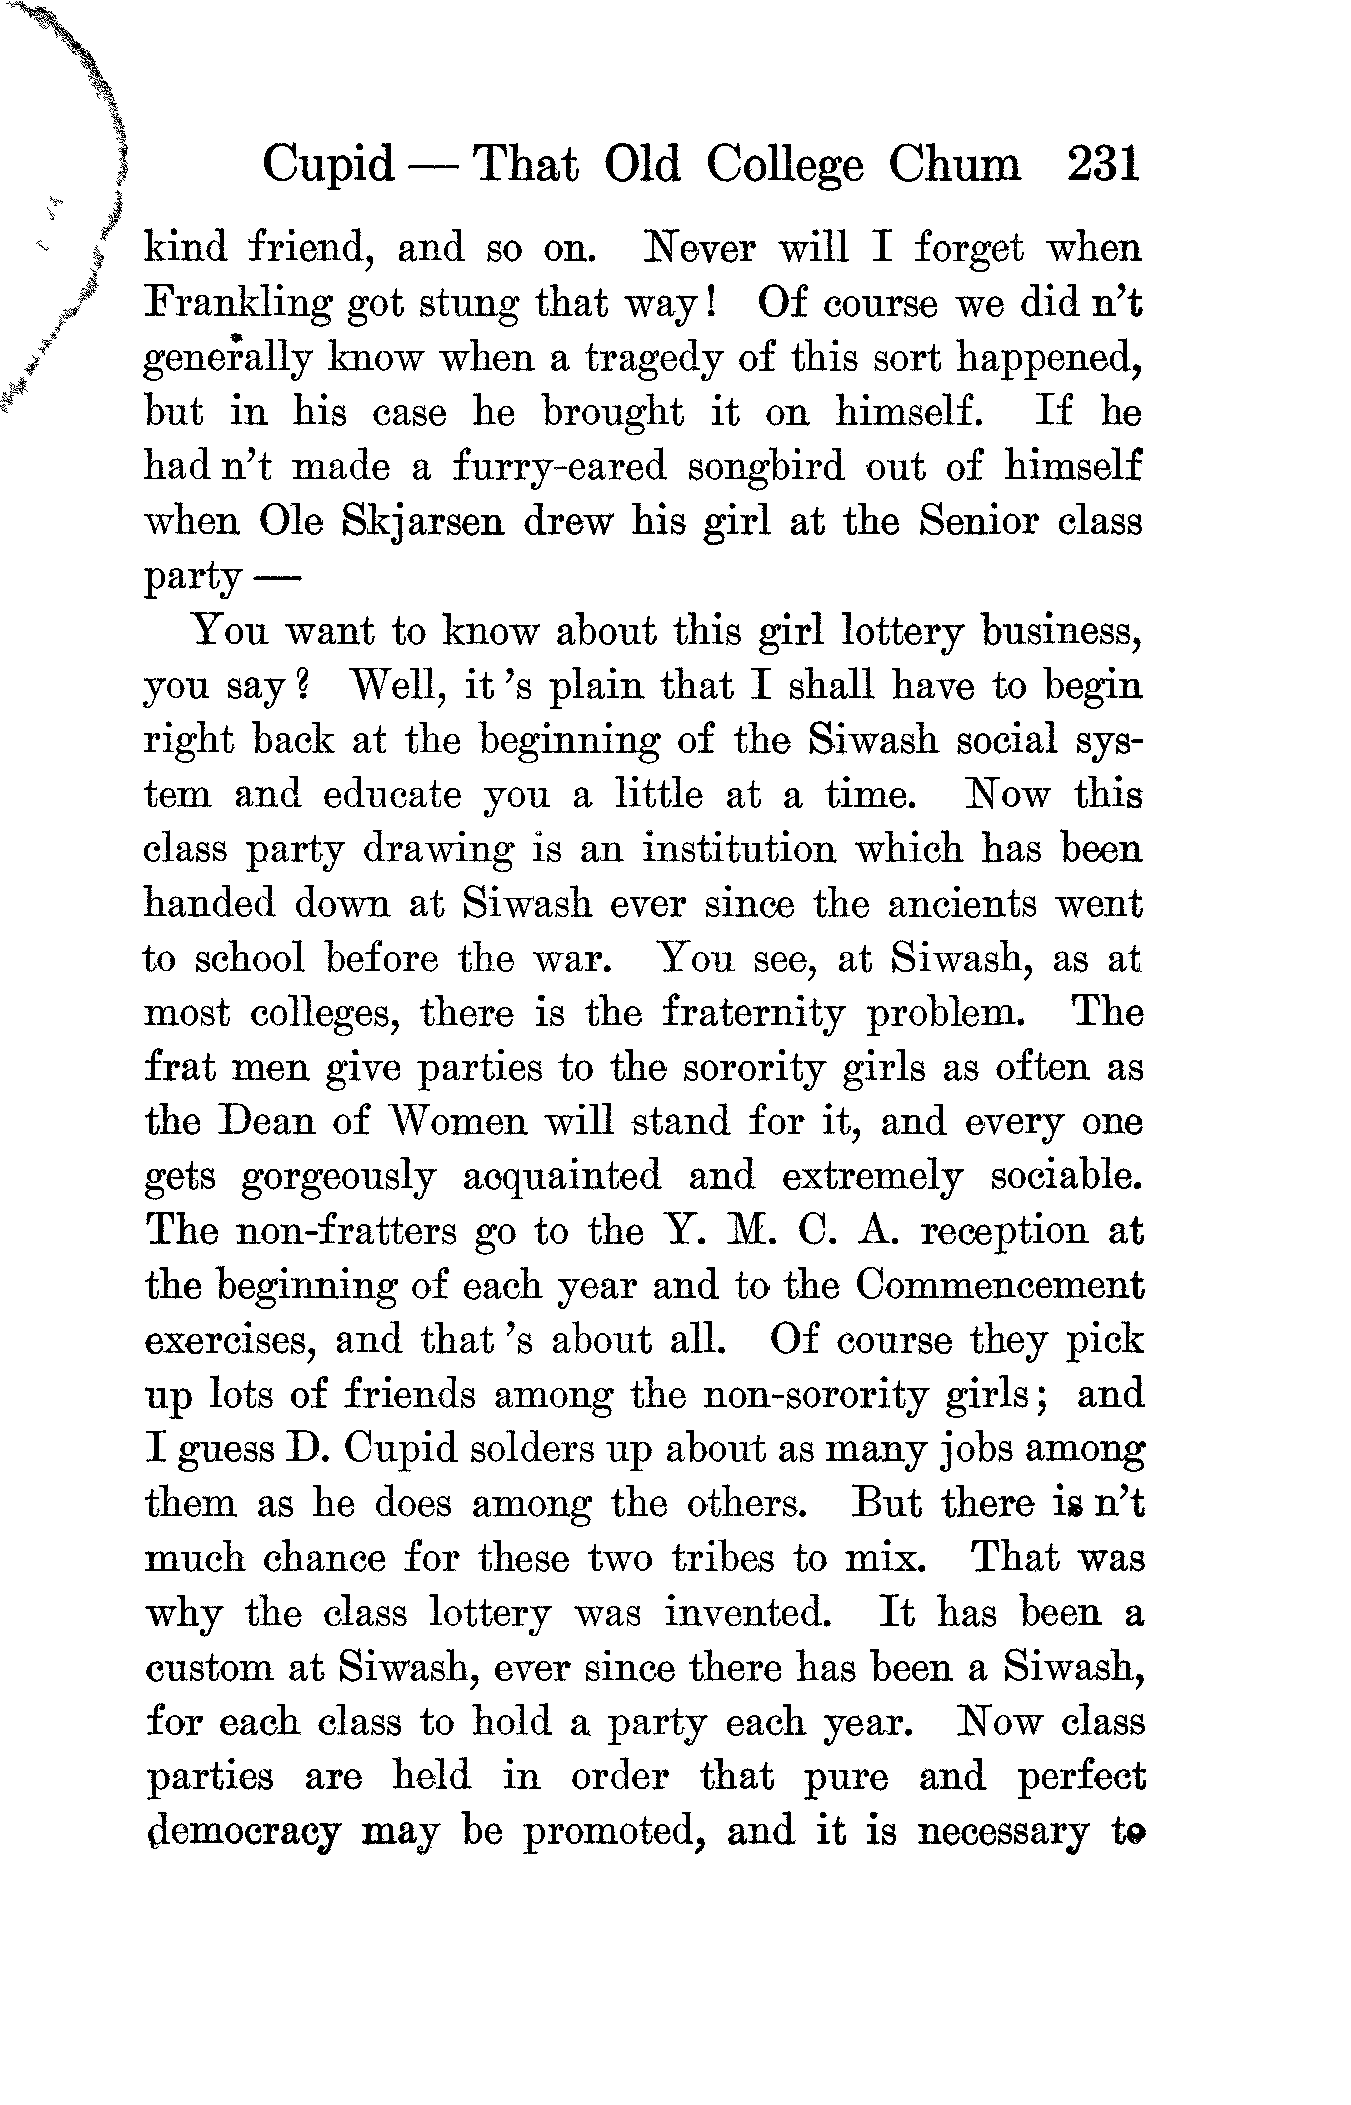 Cupid — That Old College Chum 231
kind friend, and so on. Never will I forget when
Frankling got stung that way! Of course we did n't
generally know when a tragedy of this sort happened,
but in his case he brought it on himself. If he
had n't made a furry-eared songbird out of himself
when Ole Skjarsen drew his girl at the Senior class
party —
You want to know about this girl lottery business,
you say? Well, it 's plain that I shall have to begin
right back at the beginning of the Siwash social sys-
tem and educate you a little at a time. Now this
class party drawing is an institution which has been
handed down at Siwash ever since the ancients went
to school before the war. You see, at Siwash, as at
most colleges, there is the fraternity problem. The
frat men give parties to the sorority girls as often as
the Dean of Women will stand for it, and every one
gets gorgeously acquainted and extremely sociable.
The non-fratters go to the Y. M. C. A. reception at
the beginning of each year and to the Commencement
exercises, and that 's about all. Of course they pick
up lots of friends among the non-sorority girls; and
I guess D. Cupid solders up about as many jobs among
them as he does among the others. But there is n't
much chance for these two tribes to mix. That was
why the class lottery was invented. It has been a
custom at Siwash, ever since there has been a Siwash,
for each class to hold a party each year. Now class
parties are held in order that pure and perfect
democracy may be promoted, and it is necessary to